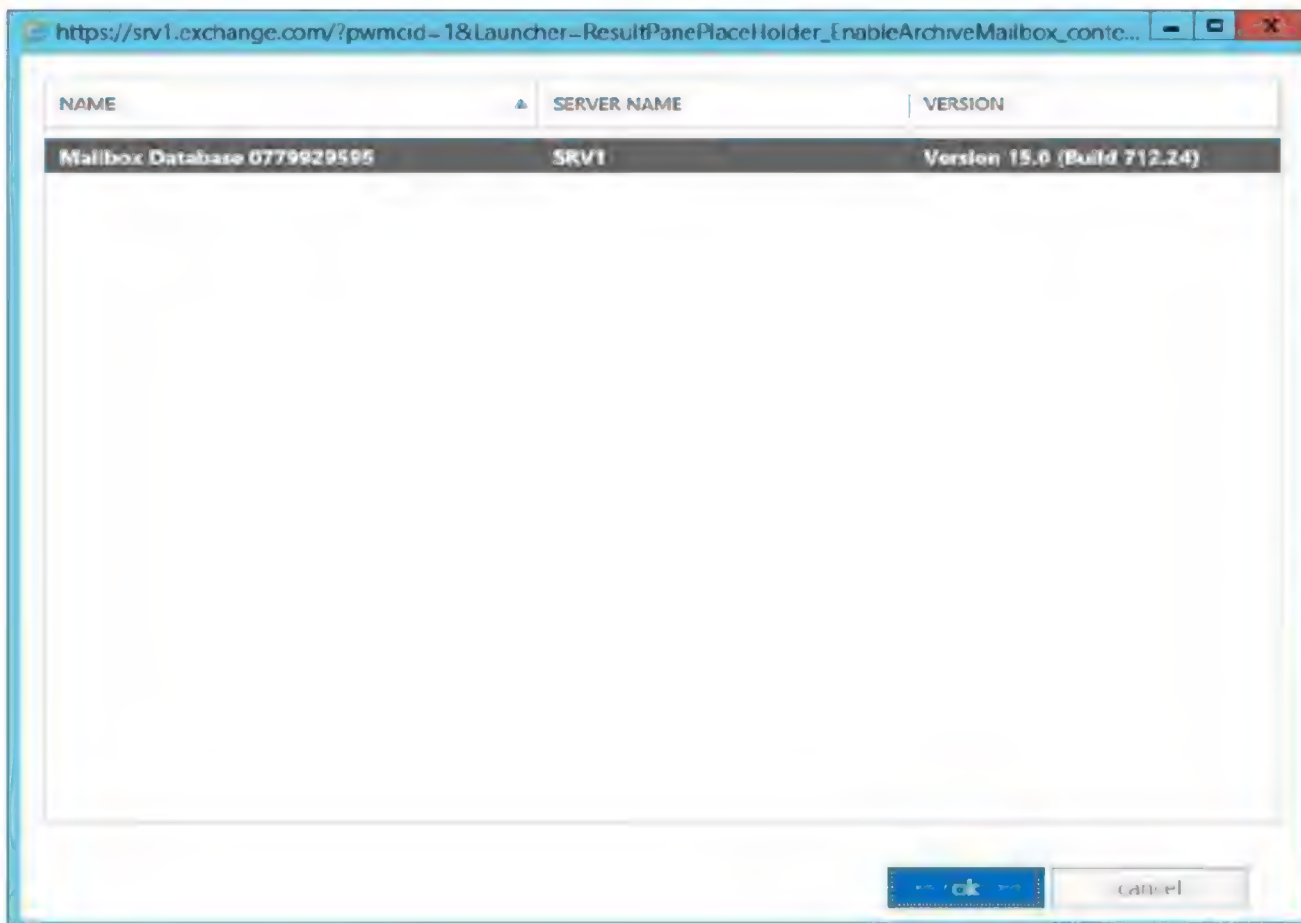 https://srv1.exchange.com/?pwmcid=1&Launcher=ResultPanePlaceHolder_EnableArchiveMailbox_conte...
NAME SERVER NAME VERSION
Mailbox Database 0779929595 SRV1 Version 15.0 (Build 712.24)
ok cancel